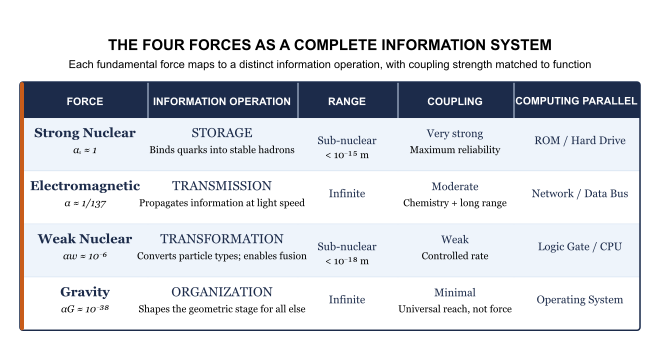 THE FOUR FORCES AS A COMPLETE INFORMATION SYSTEM
Each fundamental force maps to a distinct information operation, with coupling strength matched to function
FORCE INFORMATION OPERATION RANGE COUPLING COMPUTING PARALLEL
Strong Nuclear STORAGE Sub-nuclear Very strong ROM / Hard Drive
αₛ ≈ 1 Binds quarks into stable hadrons < 10⁻¹⁵ m Maximum reliability
Electromagnetic TRANSMISSION Infinite Moderate Network / Data Bus
α ≈ 1/137 Propagates information at light speed Chemistry + long range
Weak Nuclear TRANSFORMATION Sub-nuclear Weak Logic Gate / CPU
αw ≈ 10⁻⁶ Converts particle types; enables fusion < 10⁻¹⁸ m Controlled rate
Gravity ORGANIZATION Infinite Minimal Operating System
αG ≈ 10⁻³⁸ Shapes the geometric stage for all else Universal reach, not force